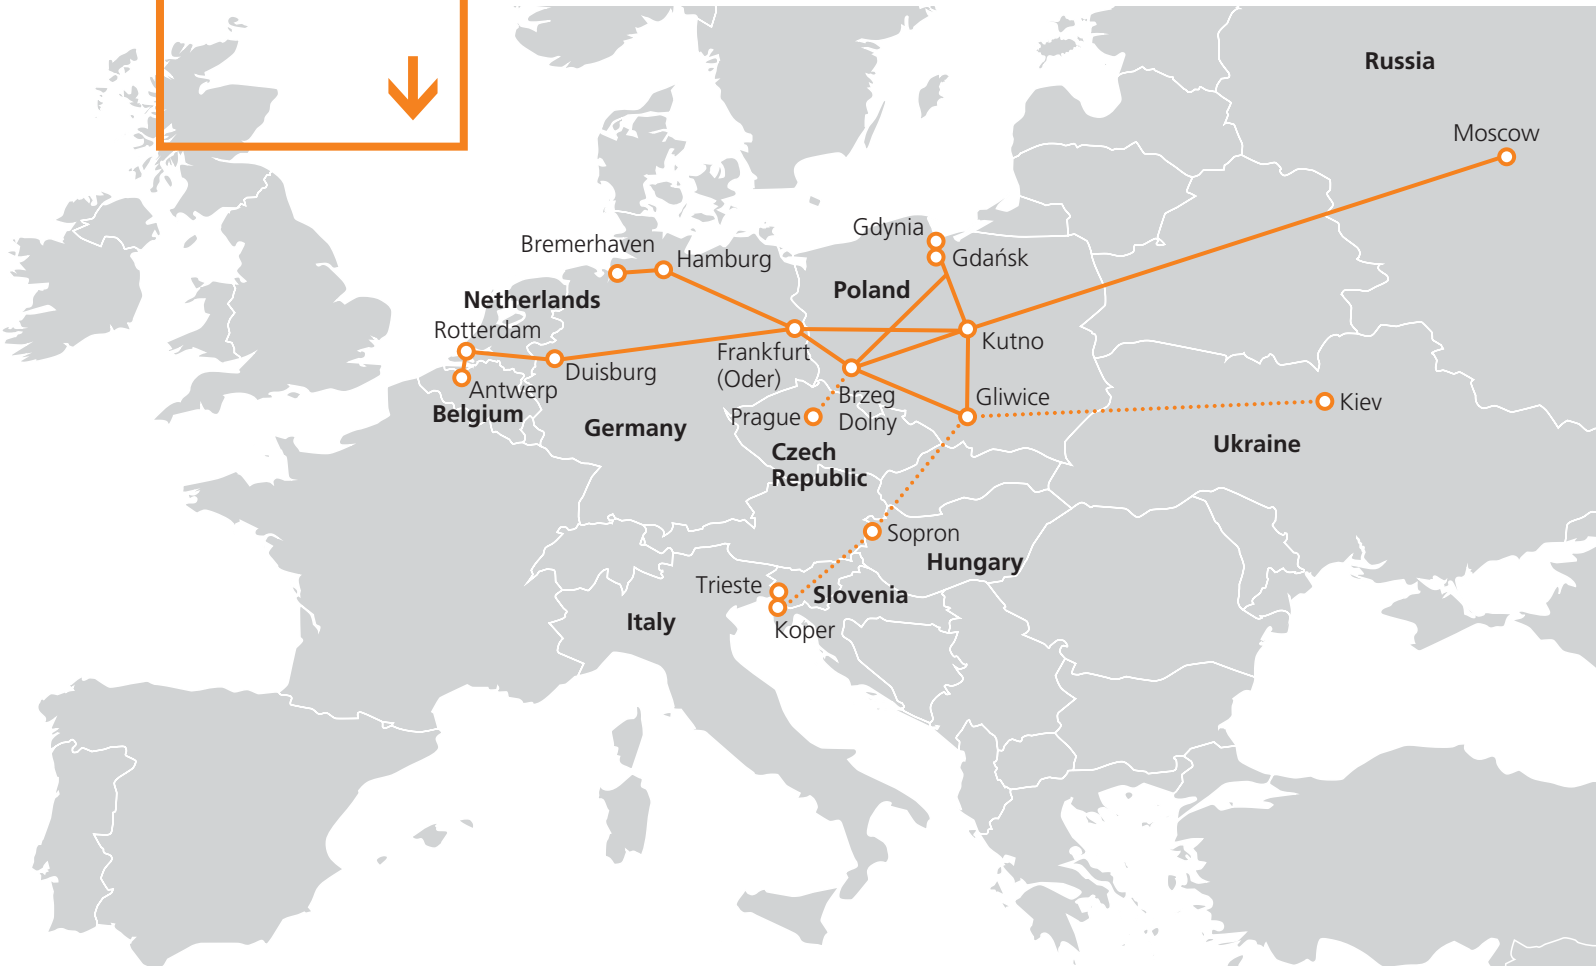 Russia
Moscow
Gdynia
Bremerhaven
Hamburg
Gdańsk
Poland
Netherlands
Rotterdam
Kutno
Frankfurt
(Oder)
Duisburg
Antwerp
Brzeg
Dolny
Gliwice
Kiev
Belgium
Prague
Germany
Ukraine
Czech
Republic
Sopron
Hungary
Trieste
Slovenia
Italy
Koper